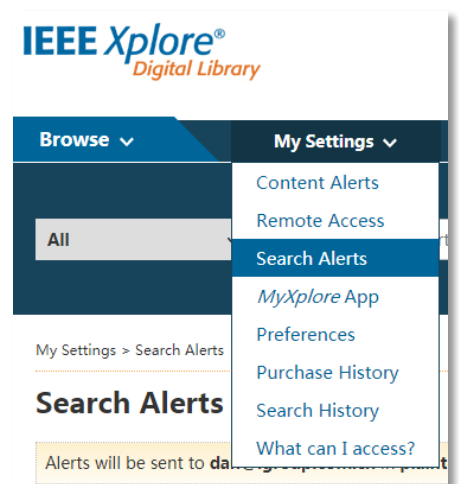 IEEE Xplore®
Digital Library
Browse
My Settings
Content Alerts
Remote Access
All
Search Alerts
MyXplore App
Preferences
My Settings > Search Alerts
Purchase History
Search Alerts
Search History
What can I access?
Alerts will be sent to